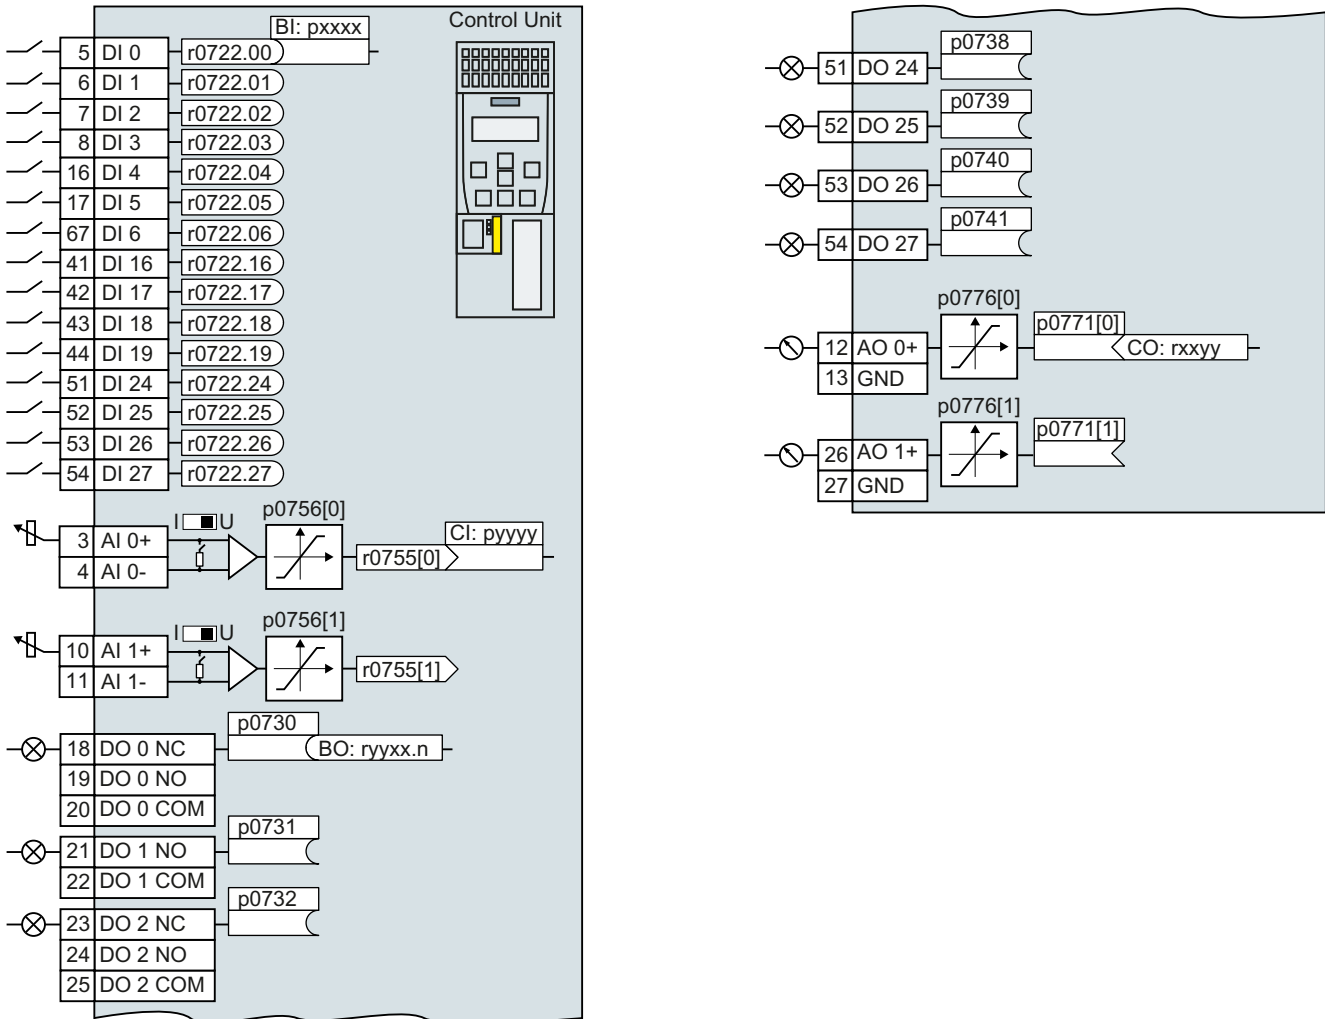 Control Unit
BI: pxxxx
5 DI 0 r0722.00
6 DI 1 r0722.01
7 DI 2 r0722.02
8 DI 3 r0722.03
16 DI 4 r0722.04
17 DI 5 r0722.05
67 DI 6 r0722.06
41 DI 16 r0722.16
42 DI 17 r0722.17
43 DI 18 r0722.18
44 DI 19 r0722.19
51 DI 24 r0722.24
52 DI 25 r0722.25
53 DI 26 r0722.26
54 DI 27 r0722.27
p0756[0]
I U
CI: pyyyy
3 AI 0+
r0755[0]
4 AI 0-
p0756[1]
I U
10 AI 1+
r0755[1]
11 AI 1-
p0730
18 DO 0 NC BO: ryyxx.n
19 DO 0 NO
20 DO 0 COM
p0731
21 DO 1 NO
22 DO 1 COM
p0732
23 DO 2 NC
24 DO 2 NO
25 DO 2 COM
p0738
51 DO 24
p0739
52 DO 25
p0740
53 DO 26
p0741
54 DO 27
p0776[0]
p0771[0]
12 AO 0+ CO: rxxyy
13 GND
p0776[1]
p0771[1]
26 AO 1+
27 GND